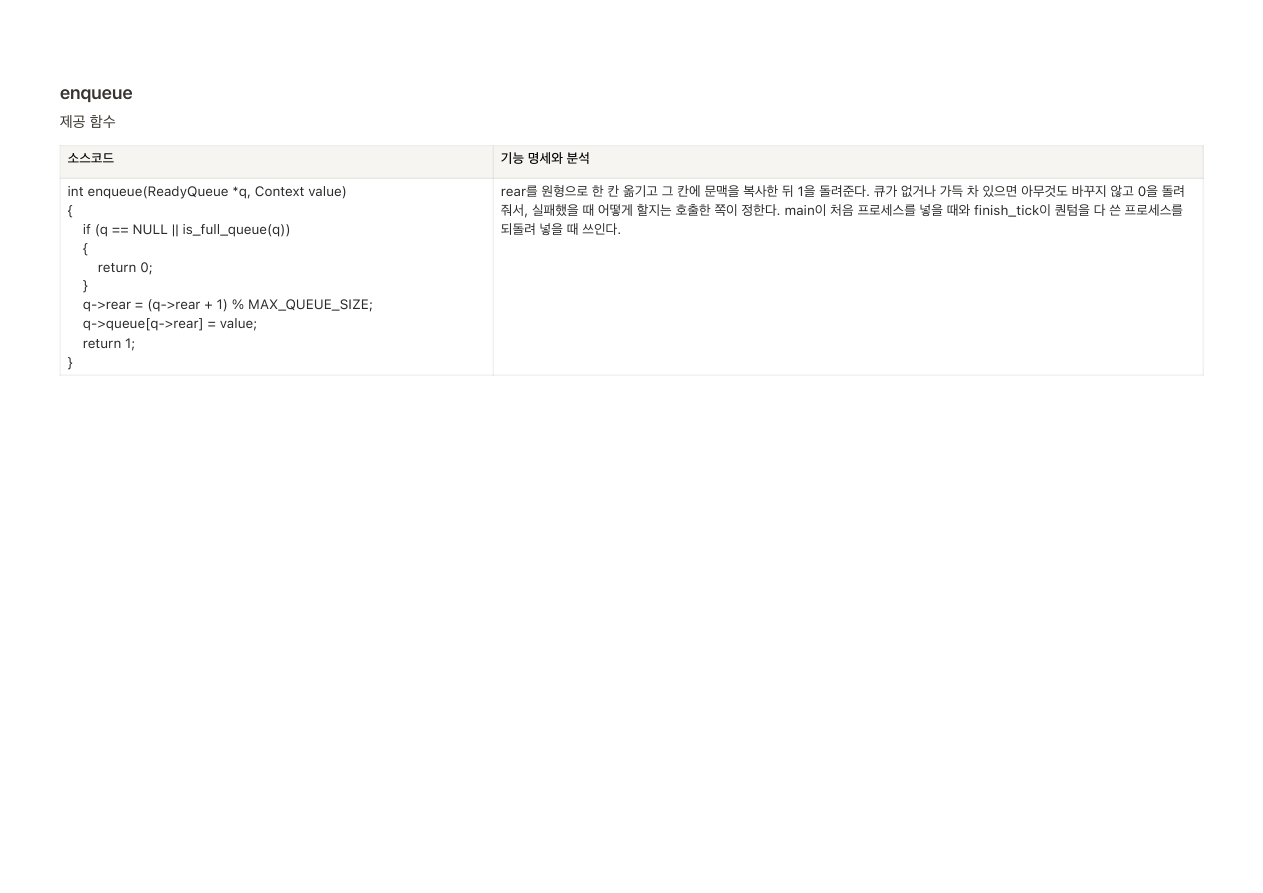 enqueue
제공 함수
소스코드
기능 명세와 분석
int enqueue(ReadyQueue *q, Context value)
{
    if (q == NULL || is_full_queue(q))
    {
        return 0;
    }
    q->rear = (q->rear + 1) % MAX_QUEUE_SIZE;
    q->queue[q->rear] = value;
    return 1;
}
rear를 원형으로 한 칸 옮기고 그 칸에 문맥을 복사한 뒤 1을 돌려준다. 큐가 없거나 가득 차 있으면 아무것도 바꾸지 않고 0을 돌려
줘서, 실패했을 때 어떻게 할지는 호출한 쪽이 정한다. main이 처음 프로세스를 넣을 때와 finish_tick이 퀀텀을 다 쓴 프로세스를
되돌려 넣을 때 쓰인다.